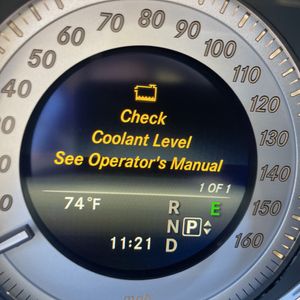 Check
Coolant Level
See Operator's Manual
1 OF 1
74°F
R
E
N
P
11:21
D
50
60
70
80
90
100
110
120
130
140
150
160
mph